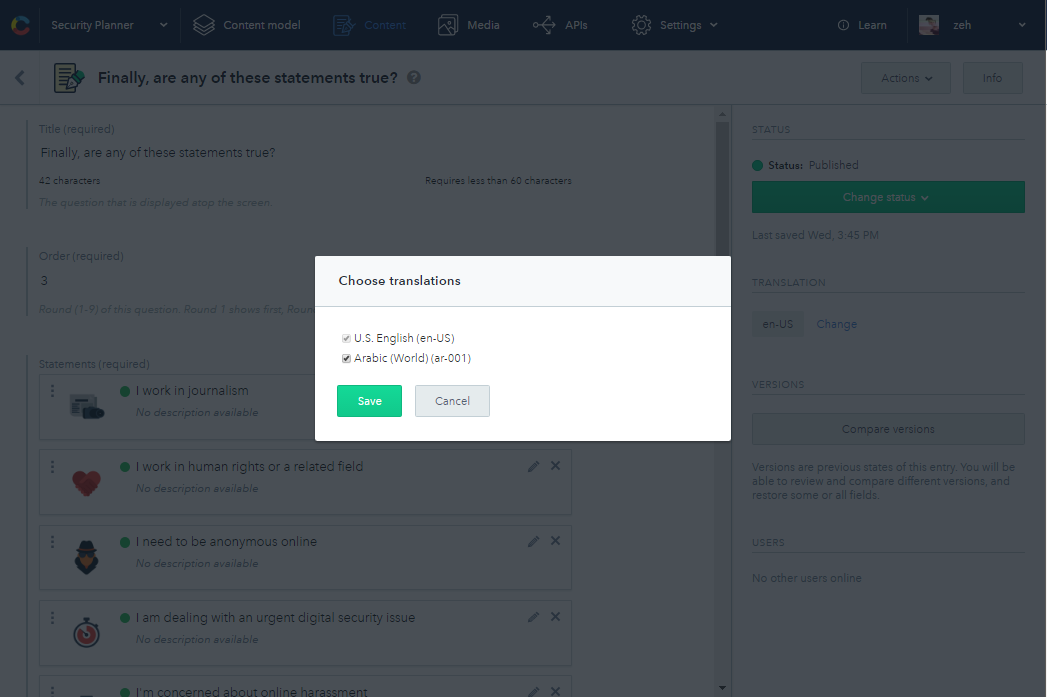 Security Planner
Content model
Content
Media
APIs
Settings
Learn
zeh
Finally, are any of these statements true?
?
Actions
Info
Title (required)
Finally, are any of these statements true?
42 characters
Requires less than 60 characters
The question that is displayed atop the screen.
Order (required)
3
Round (1-9) of this question. Round 1 shows first, Roun
Statements (required)
I work in journalism
No description available
I work in human rights or a related field
No description available
I need to be anonymous online
No description available
I am dealing with an urgent digital security issue
No description available
I'm concerned about online harassment
Choose translations
U.S. English (en-US)
Arabic (World) (ar-001)
Save
Cancel
STATUS
Status: Published
Change status
Last saved Wed, 3:45 PM
TRANSLATION
en-US
Change
VERSIONS
Compare versions
Versions are previous states of this entry. You will be
able to review and compare different versions, and
restore some or all fields.
USERS
No other users online